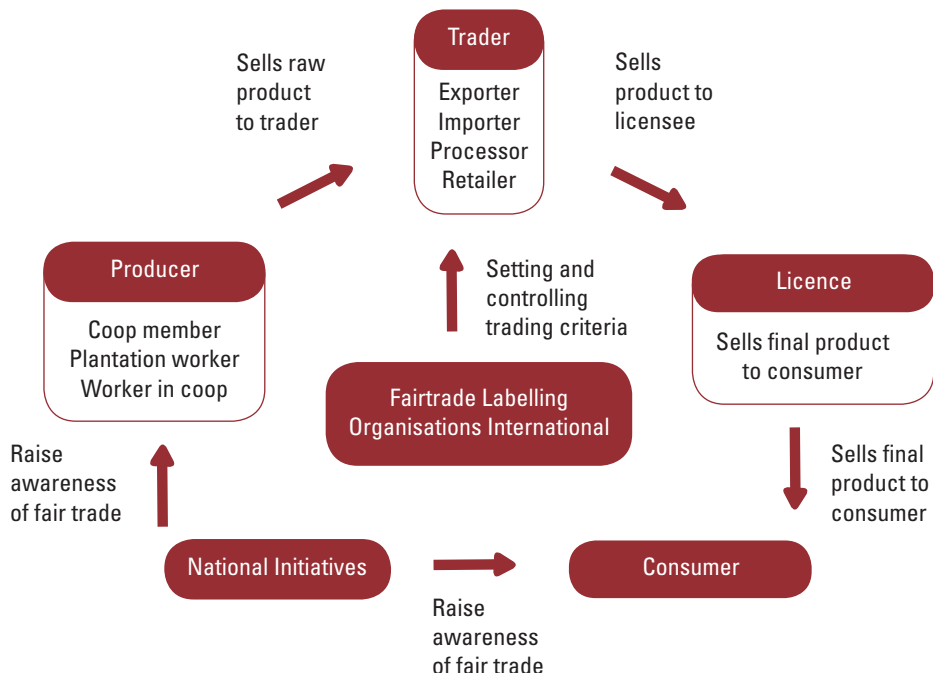 Trader
Exporter
Importer
Processor
Retailer
Sells raw
product
to trader
Sells
product to
licensee
Producer
Coop member
Plantation worker
Worker in coop
Setting and
controlling
trading criteria
Licence
Sells final product
to consumer
Fairtrade Labelling
Organisations International
Raise
awareness
of fair trade
Sells final
product to
consumer
National Initiatives
Consumer
Raise
awareness
of fair trade